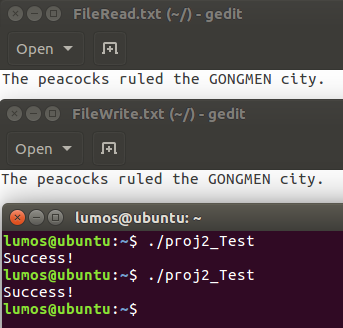 FileRead.txt (~/) - gedit
Open
The peacocks ruled the GONGMEN city.
FileWrite.txt (~/) - gedit
Open
The peacocks ruled the GONGMEN city.
lumos@ubuntu: ~
lumos@ubuntu:~$ ./proj2_Test
Success!
lumos@ubuntu:~$ ./proj2_Test
Success!
lumos@ubuntu:~$